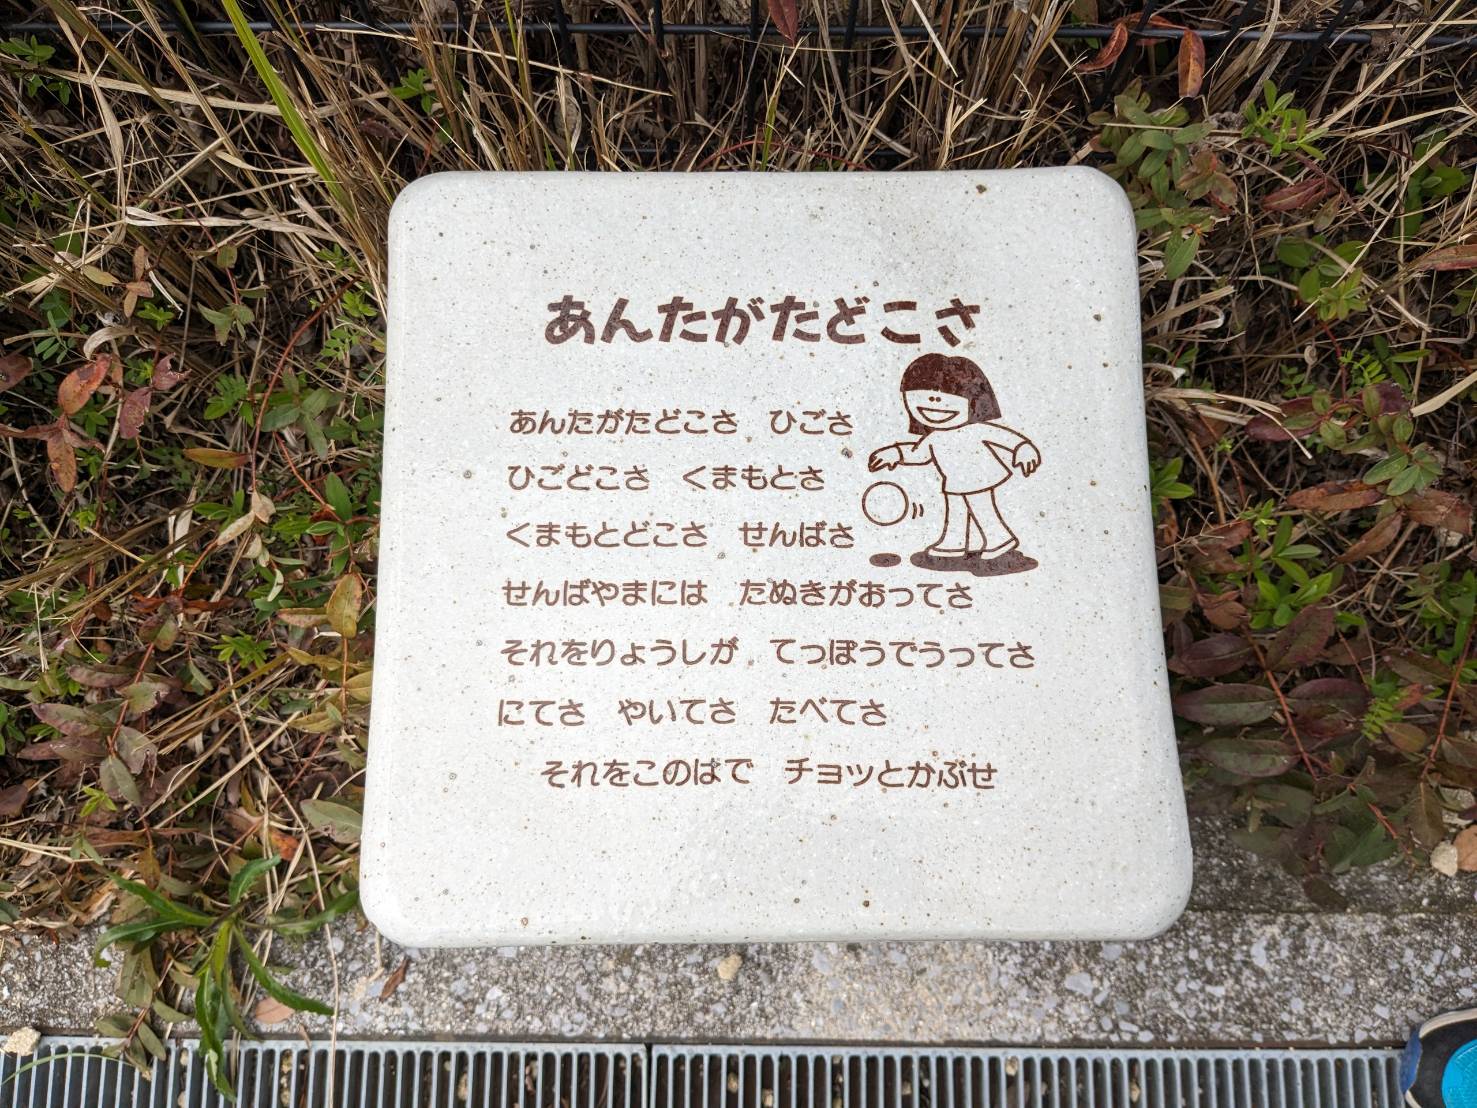 あんたがたどこさ
あんたがたどこさ　ひごさ
ひごどこさ　くまもとさ
くまもとどこさ　せんばさ
せんばやまには　たぬきがおってさ
それをりょうしが　てっぽうでうってさ
にてさ　やいてさ　たべてさ
それをこのはで　チョッとかぶせ